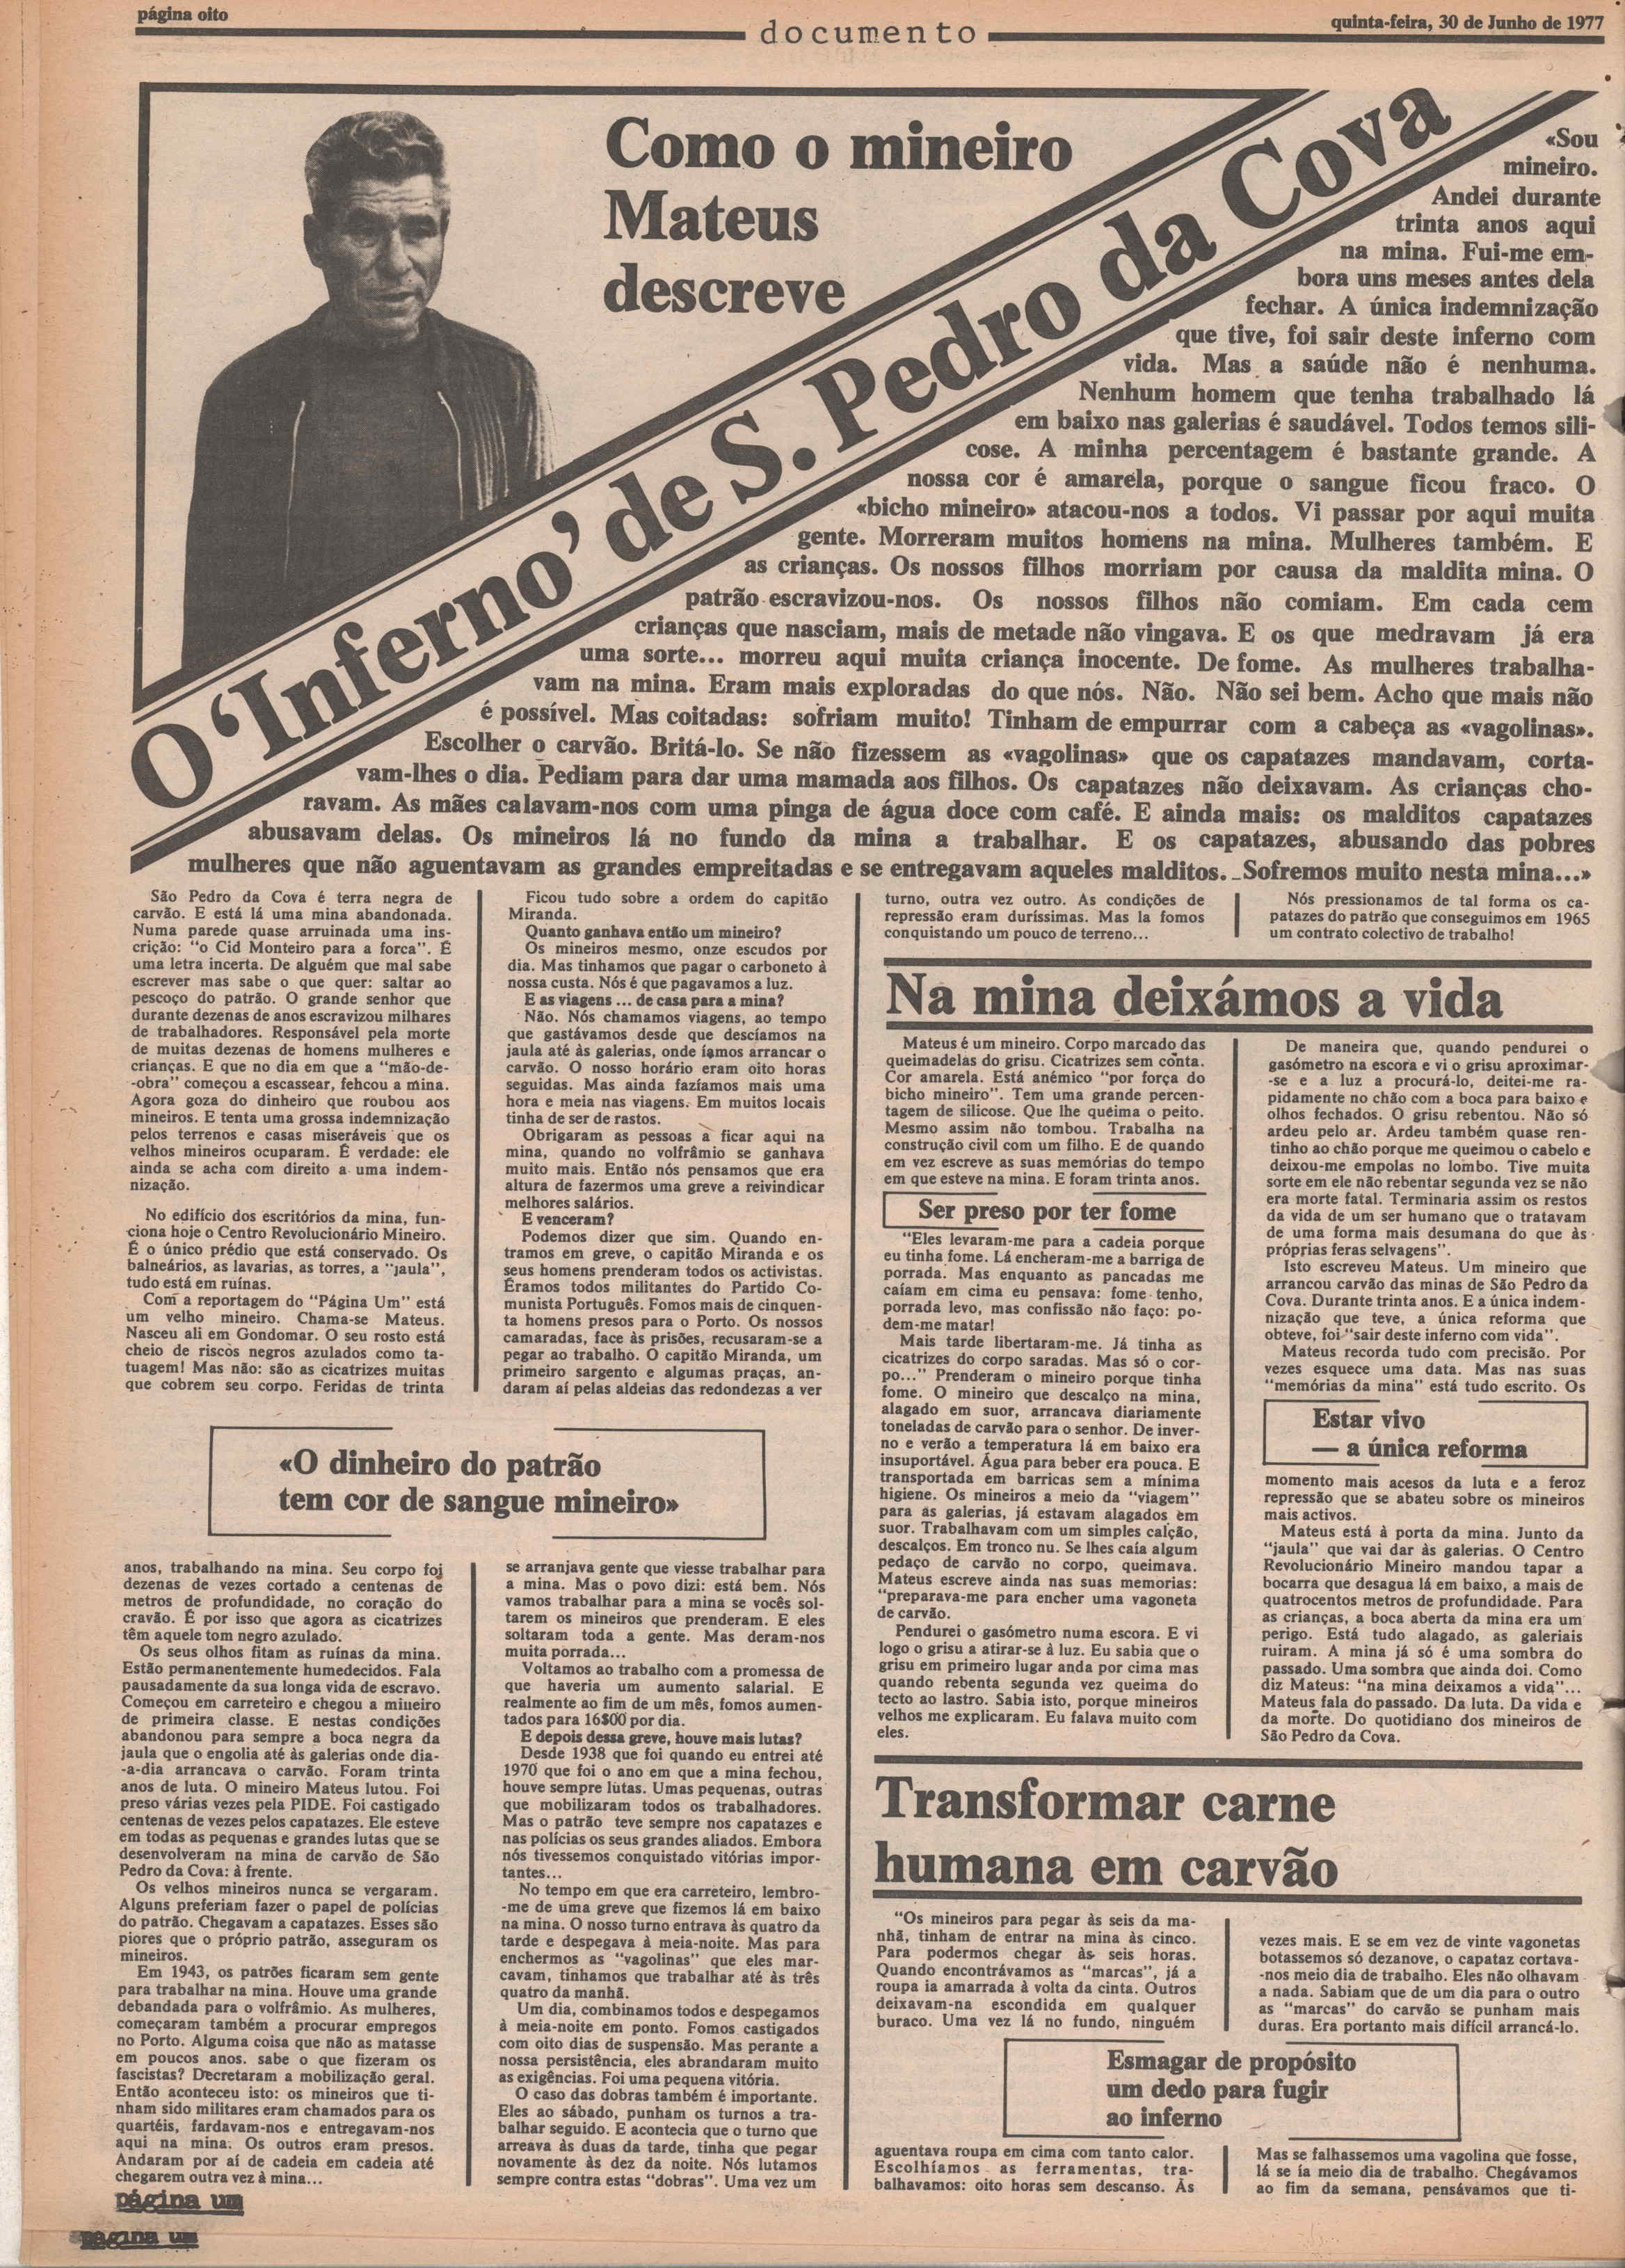 página oito
documento
quinta-feira, 30 de Junho de 1977
Como o mineiro
Mateus
descreve
O 'Inferno' de S. Pedro da Cova
«Sou
mineiro.
Andei durante
trinta anos aqui
na mina. Fui-me em-
bora uns meses antes dela
fechar. A única indemnização
que tive, foi sair deste inferno com
vida. Mas a saúde não é nenhuma.
Nenhum homem que tenha trabalhado lá
em baixo nas galerias é saudável. Todos temos sili-
cose. A minha percentagem é bastante grande. A
nossa cor é amarela, porque o sangue ficou fraco. O
«bicho mineiro» atacou-nos a todos. Vi passar por aqui muita
gente. Morreram muitos homens na mina. Mulheres também. E
as crianças. Os nossos filhos morriam por causa da maldita mina. O
patrão escravizou-nos. Os nossos filhos não comiam. Em cada cem
crianças que nasciam, mais de metade não vingava. E os que medravam já era
uma sorte... morreu aqui muita criança inocente. De fome. As mulheres trabalha-
vam na mina. Eram mais exploradas do que nós. Não. Não sei bem. Acho que mais não
é possível. Mas coitadas: sofriam muito! Tinham de empurrar com a cabeça as «vagolinas».
Escolher o carvão. Britá-lo. Se não fizessem as «vagolinas» que os capatazes mandavam, corta-
vam-lhes o dia. Pediam para dar uma mamada aos filhos. Os capatazes não deixavam. As crianças cho-
ravam. As mães calavam-nos com uma pinga de água doce com café. E ainda mais: os malditos capatazes
abusavam delas. Os mineiros lá no fundo da mina a trabalhar. E os capatazes, abusando das pobres
mulheres que não aguentavam as grandes empreitadas e se entregavam aqueles malditos. Sofremos muito nesta mina...»
São Pedro da Cova é terra negra de
carvão. E está lá uma mina abandonada.
Numa parede quase arruinada uma ins-
crição: "o Cid Monteiro para a forca". É
uma letra incerta. De alguém que mal sabe
escrever mas sabe o que quer: saltar ao
pescoço do patrão. O grande senhor que
durante dezenas de anos escravizou milhares
de trabalhadores. Responsável pela morte
de muitas dezenas de homens mulheres e
crianças. E que no dia em que a "mão-de-
-obra" começou a escassear, fehcou a mina.
Agora goza do dinheiro que roubou aos
mineiros. E tenta uma grossa indemnização
pelos terrenos e casas miseráveis que os
velhos mineiros ocuparam. É verdade: ele
ainda se acha com direito a uma indem-
nização.
No edifício dos escritórios da mina, fun-
ciona hoje o Centro Revolucionário Mineiro.
É o único prédio que está conservado. Os
balneários, as lavarias, as torres, a "jaula",
tudo está em ruínas.
Com a reportagem do "Página Um" está
um velho mineiro. Chama-se Mateus.
Nasceu ali em Gondomar. O seu rosto está
cheio de riscos negros azulados como ta-
tuagem! Mas não: são as cicatrizes muitas
que cobrem seu corpo. Feridas de trinta
«O dinheiro do patrão
tem cor de sangue mineiro»
anos, trabalhando na mina. Seu corpo foi
dezenas de vezes cortado a centenas de
metros de profundidade, no coração do
cravão. É por isso que agora as cicatrizes
têm aquele tom negro azulado.
Os seus olhos fitam as ruínas da mina.
Estão permanentemente humedecidos. Fala
pausadamente da sua longa vida de escravo.
Começou em carreteiro e chegou a mineiro
de primeira classe. E nestas condições
abandonou para sempre a boca negra da
jaula que o engolia até às galerias onde dia-
-a-dia arrancava o carvão. Foram trinta
anos de luta. O mineiro Mateus lutou. Foi
preso várias vezes pela PIDE. Foi castigado
centenas de vezes pelos capatazes. Ele esteve
em todas as pequenas e grandes lutas que se
desenvolveram na mina de carvão de São
Pedro da Cova: à frente.
Os velhos mineiros nunca se vergaram.
Alguns preferiam fazer o papel de polícias
do patrão. Chegavam a capatazes. Esses são
piores que o próprio patrão, asseguram os
mineiros.
Em 1943, os patrões ficaram sem gente
para trabalhar na mina. Houve uma grande
debandada para o volfrâmio. As mulheres,
começaram também a procurar empregos
no Porto. Alguma coisa que não as matasse
em poucos anos. sabe o que fizeram os
fascistas? Decretaram a mobilização geral.
Então aconteceu isto: os mineiros que ti-
nham sido militares eram chamados para os
quartéis, fardavam-nos e entregavam-nos
aqui na mina. Os outros eram presos.
Andaram por aí de cadeia em cadeia até
chegarem outra vez à mina...
Ficou tudo sobre a ordem do capitão
Miranda.
Quanto ganhava então um mineiro?
Os mineiros mesmo, onze escudos por
dia. Mas tinhamos que pagar o carboneto à
nossa custa. Nós é que pagavamos a luz.
E as viagens ... de casa para a mina?
Não. Nós chamamos viagens, ao tempo
que gastávamos desde que descíamos na
jaula até às galerias, onde íamos arrancar o
carvão. O nosso horário eram oito horas
seguidas. Mas ainda fazíamos mais uma
hora e meia nas viagens. Em muitos locais
tinha de ser de rastos.
Obrigaram as pessoas a ficar aqui na
mina, quando no volfrâmio se ganhava
muito mais. Então nós pensamos que era
altura de fazermos uma greve a reivindicar
melhores salários.
E venceram?
Podemos dizer que sim. Quando en-
tramos em greve, o capitão Miranda e os
seus homens prenderam todos os activistas.
Éramos todos militantes do Partido Co-
munista Português. Fomos mais de cinquen-
ta homens presos para o Porto. Os nossos
camaradas, face às prisões, recusaram-se a
pegar ao trabalho. O capitão Miranda, um
primeiro sargento e algumas praças, an-
daram aí pelas aldeias das redondezas a ver
se arranjava gente que viesse trabalhar para
a mina. Mas o povo dizi: está bem. Nós
vamos trabalhar para a mina se vocês sol-
tarem os mineiros que prenderam. E eles
soltaram toda a gente. Mas deram-nos
muita porrada...
Voltamos ao trabalho com a promessa de
que haveria um aumento salarial. E
realmente ao fim de um mês, fomos aumen-
tados para 16$00 por dia.
E depois dessa greve, houve mais lutas?
Desde 1938 que foi quando eu entrei até
1970 que foi o ano em que a mina fechou,
houve sempre lutas. Umas pequenas, outras
que mobilizaram todos os trabalhadores.
Mas o patrão teve sempre nos capatazes e
nas polícias os seus grandes aliados. Embora
nós tivessemos conquistado vitórias impor-
tantes...
No tempo em que era carreteiro, lembro-
-me de uma greve que fizemos lá em baixo
na mina. O nosso turno entrava às quatro da
tarde e despegava à meia-noite. Mas para
enchermos as "vagolinas" que eles mar-
cavam, tinhamos que trabalhar até às três
quatro da manhã.
Um dia, combinamos todos e despegamos
à meia-noite em ponto. Fomos castigados
com oito dias de suspensão. Mas perante a
nossa persistência, eles abrandaram muito
as exigências. Foi uma pequena vitória.
O caso das dobras também é importante.
Eles ao sábado, punham os turnos a tra-
balhar seguido. E acontecia que o turno que
arreava às duas da tarde, tinha que pegar
novamente às dez da noite. Nós lutamos
sempre contra estas "dobras". Uma vez um
turno, outra vez outro. As condições de
repressão eram duríssimas. Mas la fomos
conquistando um pouco de terreno...
Nós pressionamos de tal forma os ca-
patazes do patrão que conseguimos em 1965
um contrato colectivo de trabalho!
Na mina deixámos a vida
Mateus é um mineiro. Corpo marcado das
queimadelas do grisu. Cicatrizes sem conta.
Cor amarela. Está anémico "por força do
bicho mineiro". Tem uma grande percen-
tagem de silicose. Que lhe queima o peito.
Mesmo assim não tombou. Trabalha na
construção civil com um filho. E de quando
em vez escreve as suas memórias do tempo
em que esteve na mina. E foram trinta anos.
Ser preso por ter fome
"Eles levaram-me para a cadeia porque
eu tinha fome. Lá encheram-me a barriga de
porrada. Mas enquanto as pancadas me
caíam em cima eu pensava: fome tenho,
porrada levo, mas confissão não faço: po-
dem-me matar!
Mais tarde libertaram-me. Já tinha as
cicatrizes do corpo saradas. Mas só o cor-
po..." Prenderam o mineiro porque tinha
fome. O mineiro que descalço na mina,
alagado em suor, arrancava diariamente
toneladas de carvão para o senhor. De inver-
no e verão a temperatura lá em baixo era
insuportável. Água para beber era pouca. E
transportada em barricas sem a mínima
higiene. Os mineiros a meio da "viagem"
para as galerias, já estavam alagados em
suor. Trabalhavam com um simples calção,
descalços. Em tronco nu. Se lhes caía algum
pedaço de carvão no corpo, queimava.
Mateus escreve ainda nas suas memorias:
"preparava-me para encher uma vagoneta
de carvão.
Pendurei o gasómetro numa escora. E vi
logo o grisu a atirar-se à luz. Eu sabia que o
grisu em primeiro lugar anda por cima mas
quando rebenta segunda vez queima do
tecto ao lastro. Sabia isto, porque mineiros
velhos me explicaram. Eu falava muito com
eles.
De maneira que, quando pendurei o
gasómetro na escora e vi o grisu aproximar-
-se e a luz a procurá-lo, deitei-me ra-
pidamente no chão com a boca para baixo e
olhos fechados. O grisu rebentou. Não só
ardeu pelo ar. Ardeu também quase ren-
tinho ao chão porque me queimou o cabelo e
deixou-me empolas no lombo. Tive muita
sorte em ele não rebentar segunda vez se não
era morte fatal. Terminaria assim os restos
da vida de um ser humano que o tratavam
de uma forma mais desumana do que às
próprias feras selvagens".
Isto escreveu Mateus. Um mineiro que
arrancou carvão das minas de São Pedro da
Cova. Durante trinta anos. E a única indem-
nização que teve, a única reforma que
obteve, foi "sair deste inferno com vida".
Mateus recorda tudo com precisão. Por
vezes esquece uma data. Mas nas suas
"memórias da mina" está tudo escrito. Os
Estar vivo
— a única reforma
momento mais acesos da luta e a feroz
repressão que se abateu sobre os mineiros
mais activos.
Mateus está à porta da mina. Junto da
"jaula" que vai dar às galerias. O Centro
Revolucionário Mineiro mandou tapar a
bocarra que desagua lá em baixo, a mais de
quatrocentos metros de profundidade. Para
as crianças, a boca aberta da mina era um
perigo. Está tudo alagado, as galeriais
ruiram. A mina já só é uma sombra do
passado. Uma sombra que ainda doi. Como
diz Mateus: "na mina deixamos a vida"...
Mateus fala do passado. Da luta. Da vida e
da morte. Do quotidiano dos mineiros de
São Pedro da Cova.
Transformar carne
humana em carvão
"Os mineiros para pegar às seis da ma-
nhã, tinham de entrar na mina às cinco.
Para podermos chegar às seis horas.
Quando encontrávamos as "marcas", já a
roupa ia amarrada à volta da cinta. Outros
deixavam-na escondida em qualquer
buraco. Uma vez lá no fundo, ninguém
vezes mais. E se em vez de vinte vagonetas
botassemos só dezanove, o capataz cortava-
-nos meio dia de trabalho. Eles não olhavam
a nada. Sabiam que de um dia para o outro
as "marcas" do carvão se punham mais
duras. Era portanto mais difícil arrancá-lo.
Esmagar de propósito
um dedo para fugir
ao inferno
aguentava roupa em cima com tanto calor.
Escolhíamos as ferramentas, tra-
balhavamos: oito horas sem descanso. Às
Mas se falhassemos uma vagolina que fosse,
lá se ía meio dia de trabalho. Chegávamos
ao fim da semana, pensávamos que ti-
página um
página um